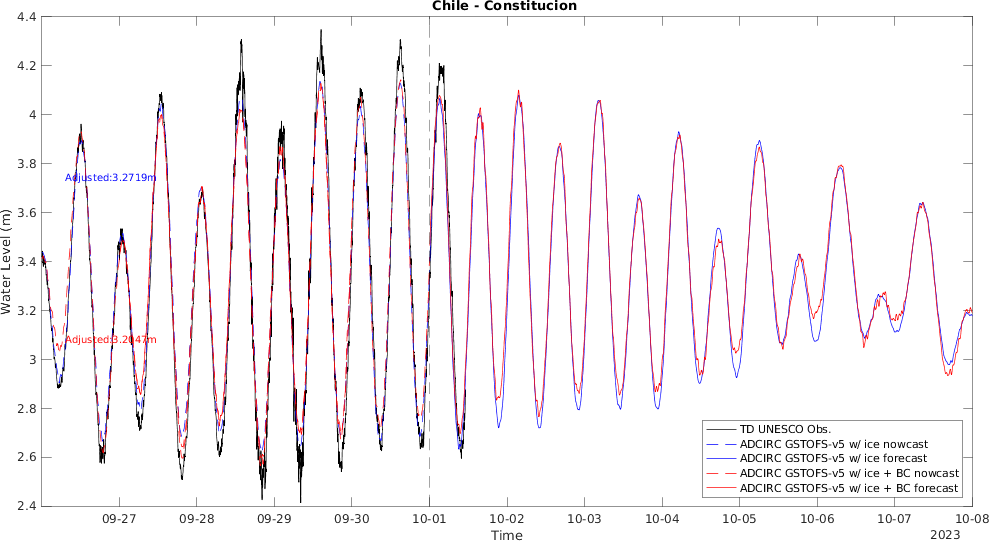 Chile - Constitucion
4.4
4.2
4
3.8
3.6
3.4
3.2
3
2.8
2.6
2.4
Water Level (m)
Adjusted:3.2719m
Adjusted:3.2047m
TD UNESCO Obs.
ADCIRC GSTOFS-v5 w/ ice nowcast
ADCIRC GSTOFS-v5 w/ ice forecast
ADCIRC GSTOFS-v5 w/ ice + BC nowcast
ADCIRC GSTOFS-v5 w/ ice + BC forecast
09-27 09-28 09-29 09-30 10-01 10-02 10-03 10-04 10-05 10-06 10-07 10-08
Time
2023